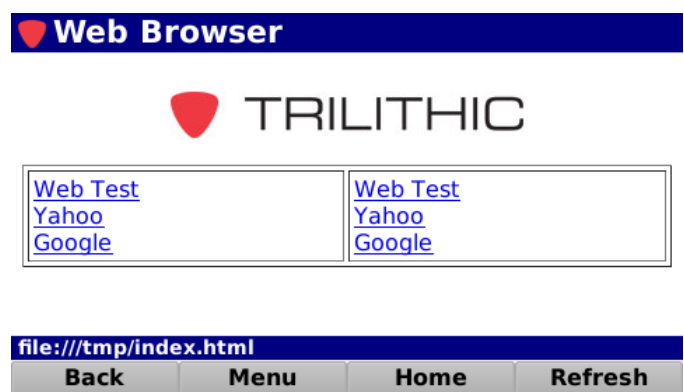 Web Browser
TRILITHIC
Web Test
Yahoo
Google
Web Test
Yahoo
Google
file:///tmp/index.html
Back Menu Home Refresh